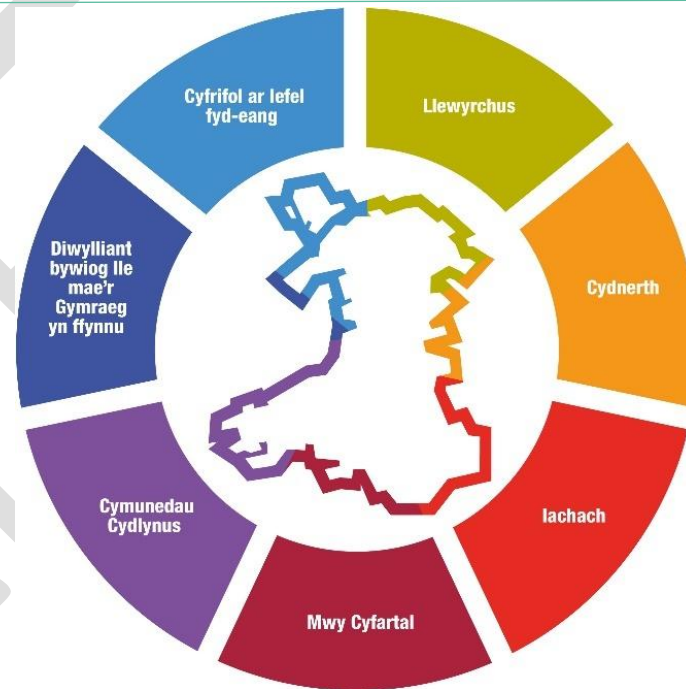 Cyfrifol ar lefel
fyd-eang
Llewyrchus
Cydnerth
Iachach
Mwy Cyfartal
Cymunedau
Cydlynus
Diwylliant
bywiog lle
mae'r
Gymraeg
yn ffynnu